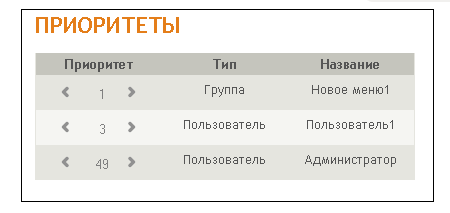 ПРИОРИТЕТЫ
Приоритет Тип Название
1 Группа Новое меню1
3 Пользователь Пользователь1
49 Пользователь Администратор